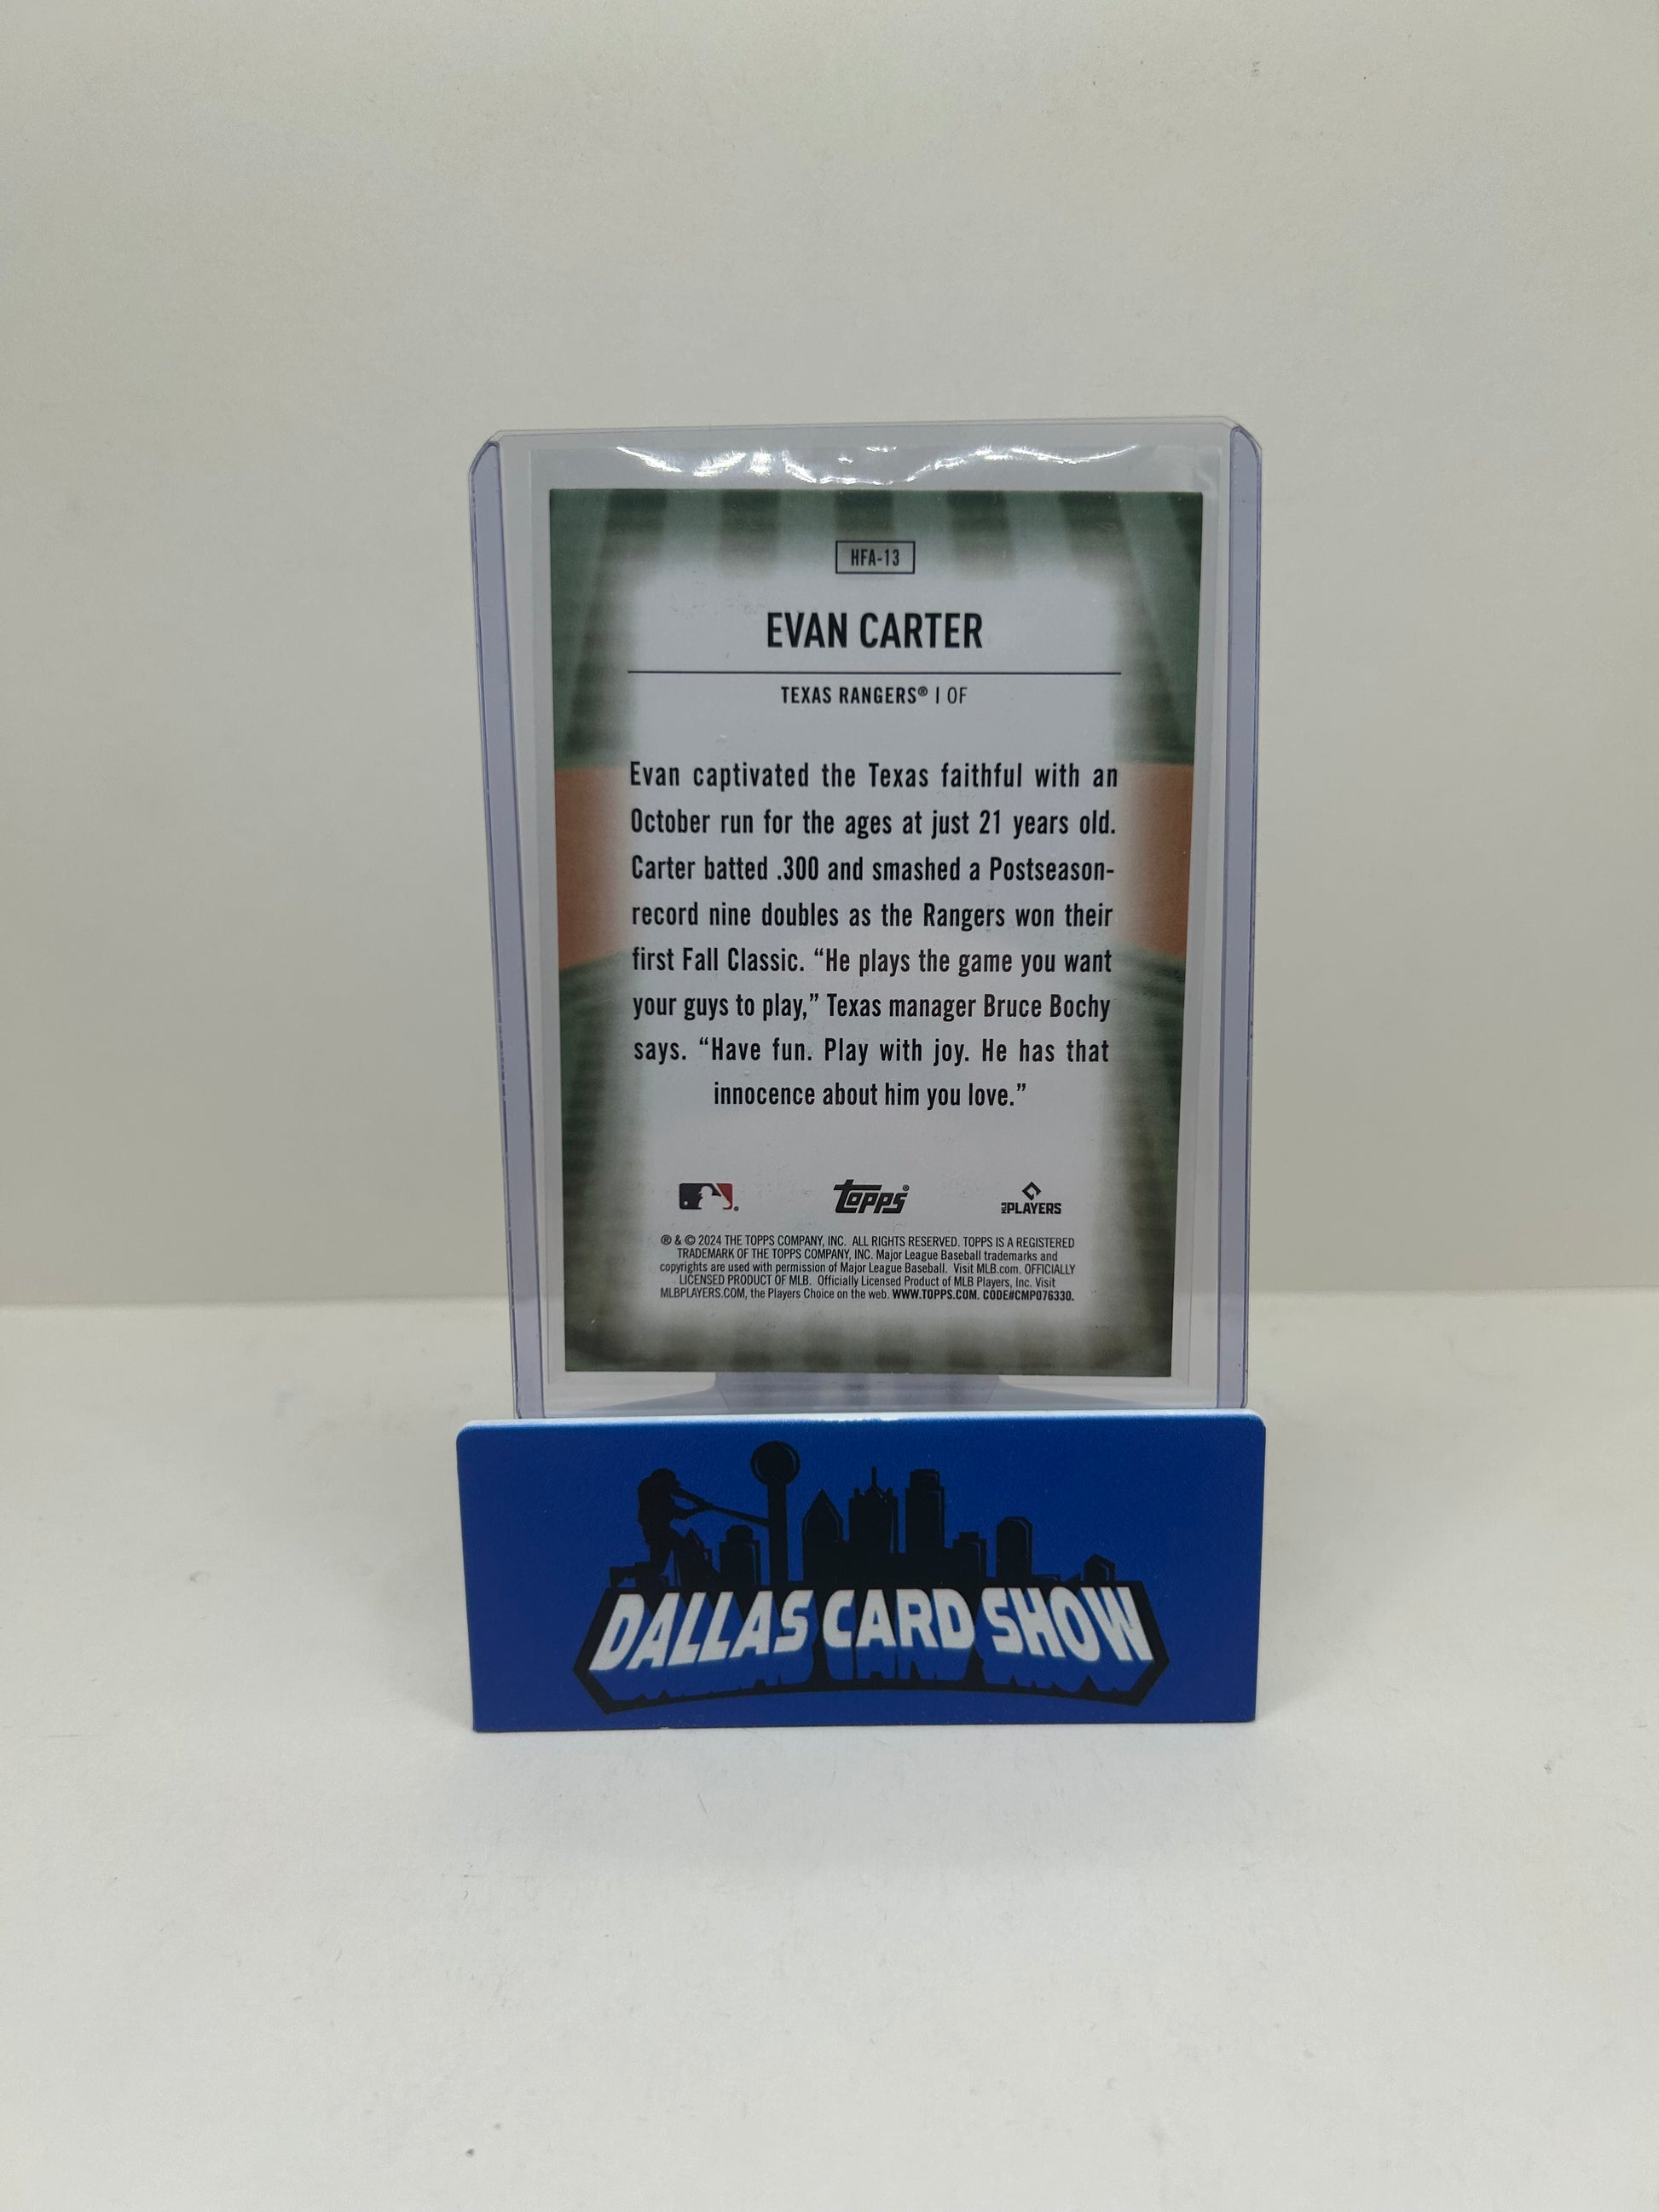 HFA-13
EVAN CARTER
TEXAS RANGERS® | OF
Evan captivated the Texas faithful with an
October run for the ages at just 21 years old.
Carter batted .300 and smashed a Postseason-
record nine doubles as the Rangers won their
first Fall Classic. “He plays the game you want
your guys to play,” Texas manager Bruce Bochy
says. “Have fun. Play with joy. He has that
innocence about him you love.”
Topps® MLB PLAYERS
® & © 2024 THE TOPPS COMPANY, INC. ALL RIGHTS RESERVED. TOPPS IS A REGISTERED
TRADEMARK OF THE TOPPS COMPANY, INC. Major League Baseball trademarks and
copyrights are used with permission of Major League Baseball. Visit MLB.com. OFFICIALLY
LICENSED PRODUCT OF MLB. Officially Licensed Product of MLB Players, Inc. Visit
MLBPLAYERS.COM, the Players Choice on the web. WWW.TOPPS.COM. CODE#CMP076330.
DALLAS CARD SHOW